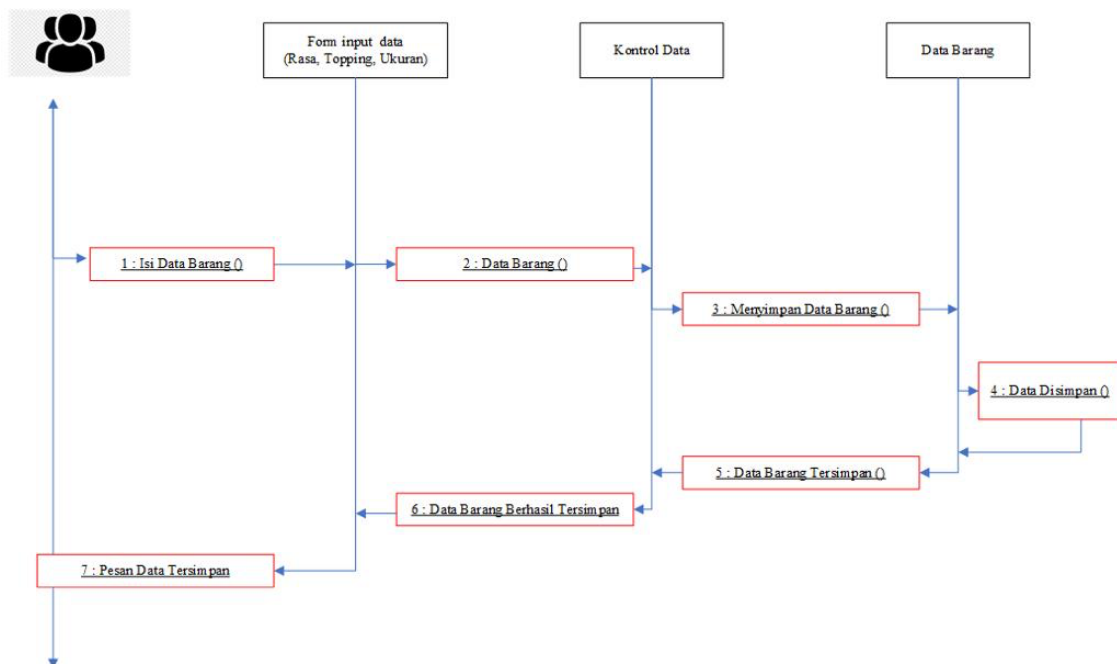 Form input data
(Rasa, Topping, Ukuran)
Kontrol Data
Data Barang
1 : Isi Data Barang ()
2 : Data Barang ()
3 : Menyimpan Data Barang ()
4 : Data Disimpan ()
5 : Data Barang Tersimpan ()
6 : Data Barang Berhasil Tersimpan
7 : Pesan Data Tersimpan